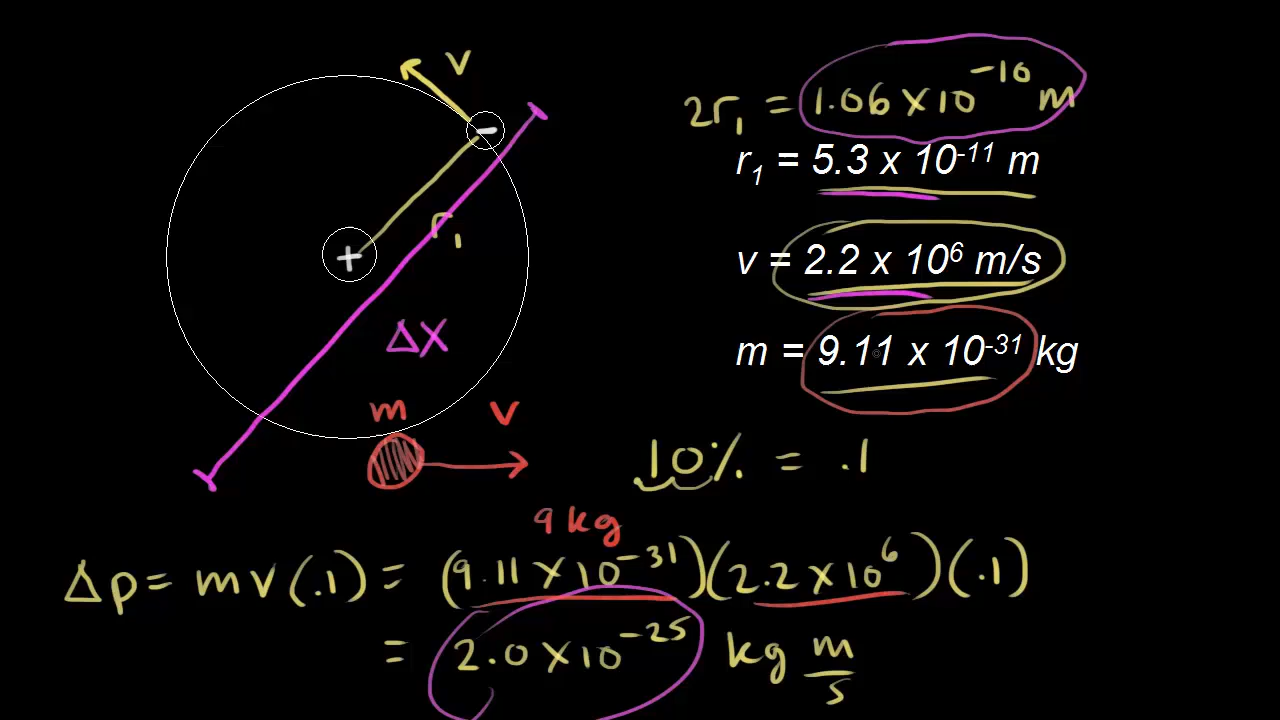 v
-
r₁
+
ΔX
m
v
2r₁ = 1.06 × 10⁻¹⁰ m
r₁ = 5.3 x 10⁻¹¹ m
v = 2.2 x 10⁶ m/s
m = 9.11 x 10⁻³¹ kg
10% = .1
9 kg
Δp = mv(.1) = (9.11 × 10⁻³¹)(2.2 × 10⁶)(.1)
= 2.0 × 10⁻²⁵ kg m/s